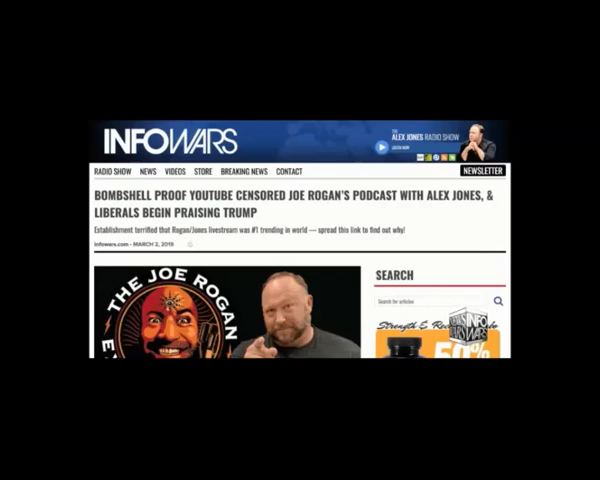 INFOWARS
THE
ALEX JONES RADIO SHOW
LISTEN NOW
RADIO SHOW NEWS VIDEOS STORE BREAKING NEWS CONTACT
NEWSLETTER
BOMBSHELL PROOF YOUTUBE CENSORED JOE ROGAN'S PODCAST WITH ALEX JONES, &
LIBERALS BEGIN PRAISING TRUMP
Establishment terrified that Rogan/Jones livestream was #1 trending in world — spread this link to find out why!
Infowars.com - MARCH 2, 2019
THE JOE ROGAN
SEARCH
Search for articles
Strength &
INFO
WARS
50%